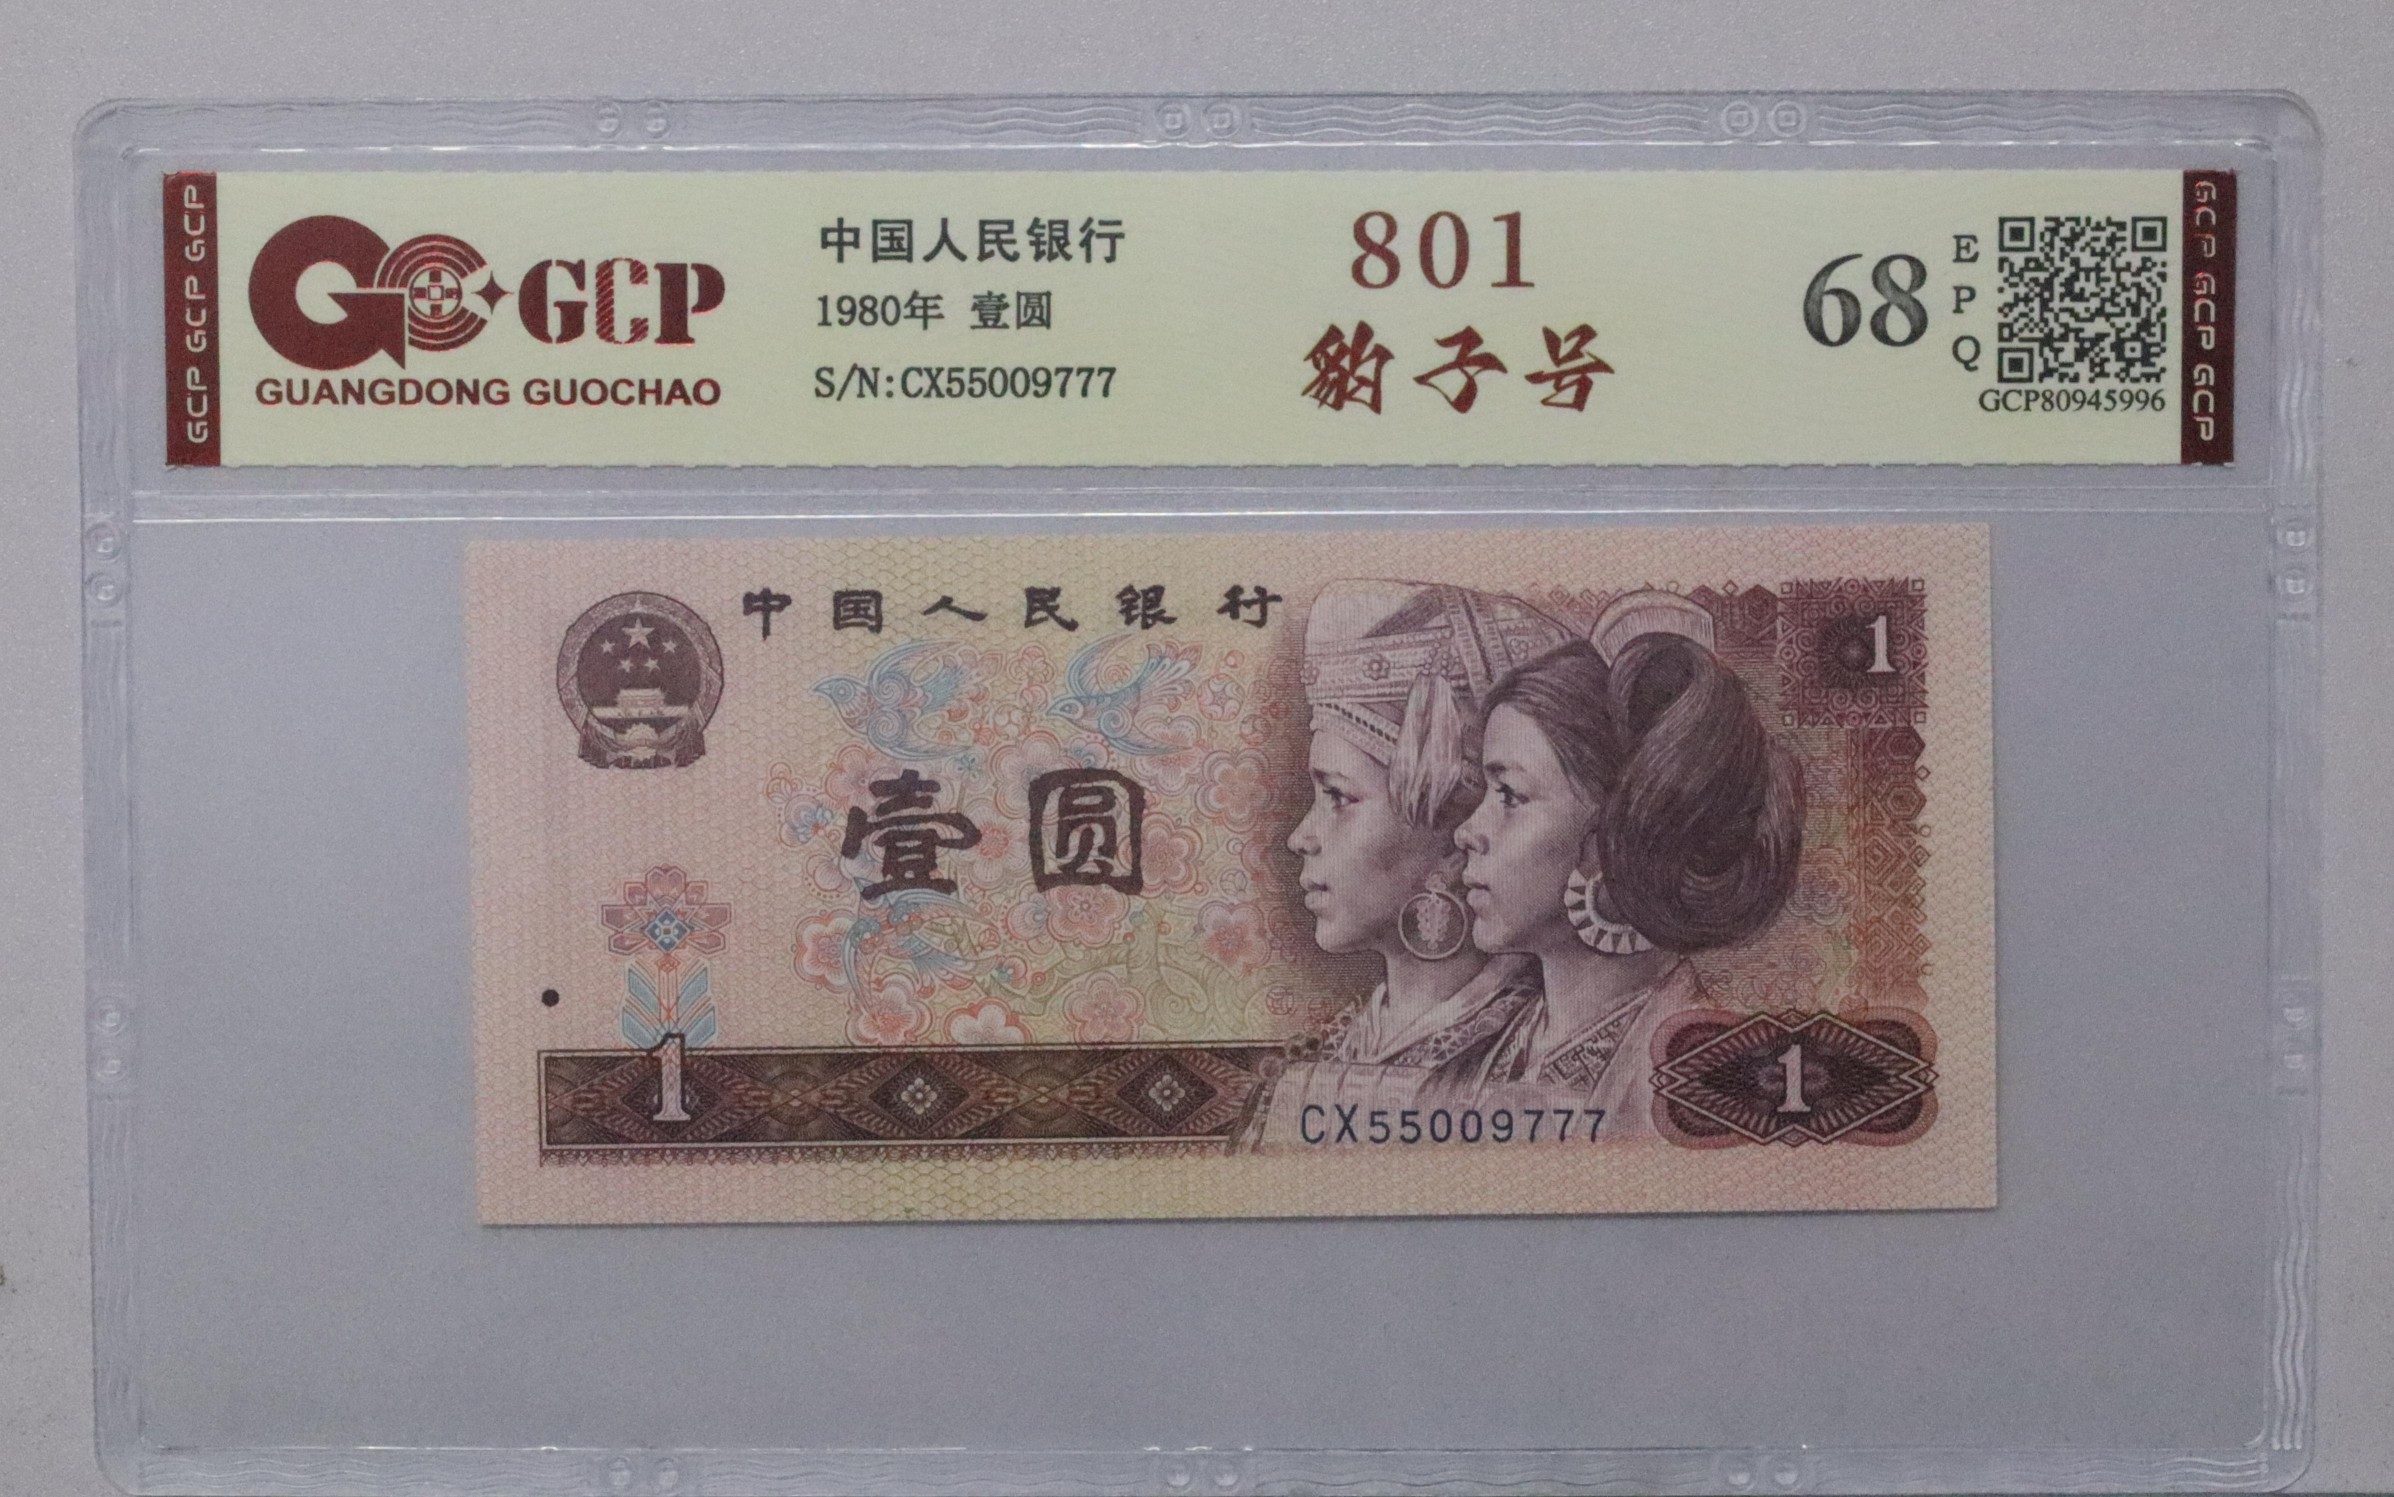 GCP GCP GCP
GCP
GUANGDONG GUOCHAO
中国人民银行
1980年 壹圆
S/N:CX55009777
801
豹子号
68
E
P
Q
GCP80945996
GCP GCP GCP
中国人民银行
1
壹圆
1
CX55009777
1